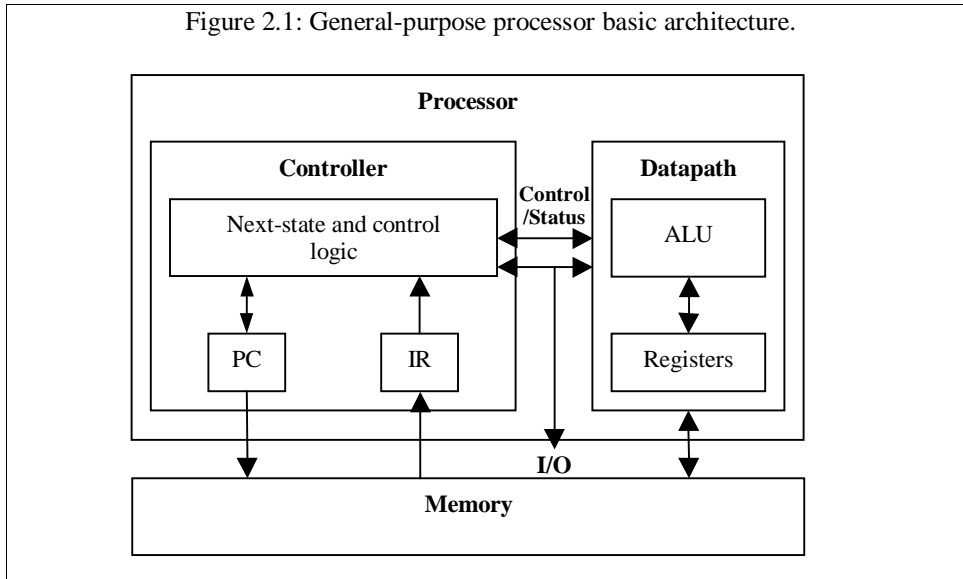 Figure 2.1: General-purpose processor basic architecture.
Processor
Controller
Datapath
Control
/Status
Next-state and control
logic
ALU
PC
IR
Registers
I/O
Memory